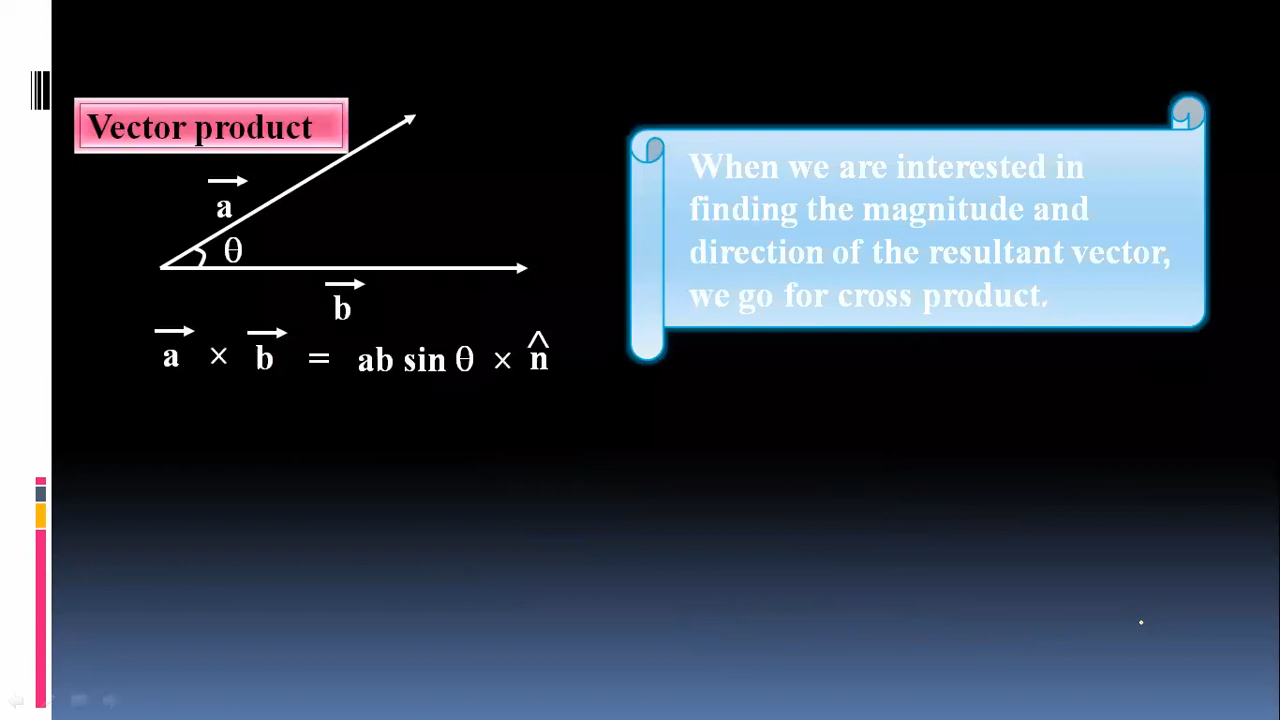 Vector product
a
θ
b
a × b = ab sin θ × n̂
When we are interested in
finding the magnitude and
direction of the resultant vector,
we go for cross product.